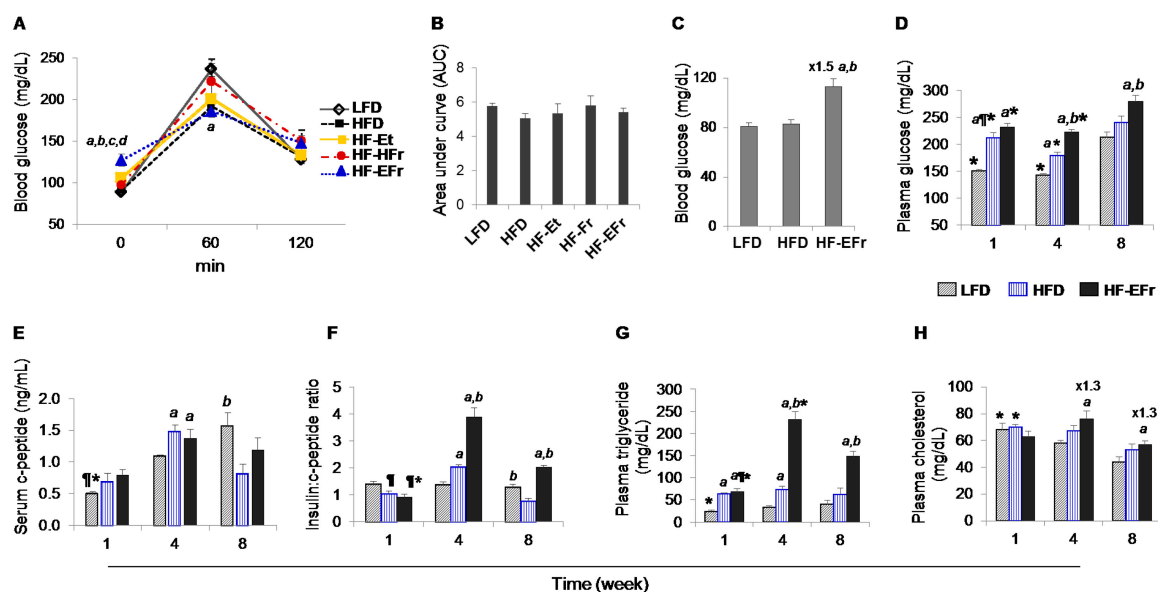 A
Blood glucose (mg/dL)
250
200
150
100
50
a,b,c,d
a
0
60
120
min
LFD
HFD
HF-Et
HF-HFr
HF-EFr
B
Area under curve (AUC)
8
6
4
2
0
LFD
HFD
HF-Et
HF-Fr
HF-EFr
C
Blood glucose (mg/dL)
120
80
40
0
x1.5 a,b
LFD
HFD
HF-EFr
D
Plasma glucose (mg/dL)
300
250
200
150
100
50
*
a¶*
a*
*
a*
a,b*
a,b
1
4
8
LFD
HFD
HF-EFr
E
Serum c-peptide (ng/mL)
2.0
1.5
1.0
0.5
0.0
¶*
a
a
b
1
4
8
F
Insulin:c-peptide ratio
5
4
3
2
1
0
¶
¶*
a
a,b
b
a,b
1
4
8
G
Plasma triglyceride
(mg/dL)
300
250
200
150
100
50
0
*
a
a¶*
a
a,b*
a,b
1
4
8
H
Plasma cholesterol
(mg/dL)
100
80
60
40
20
0
*
*
x1.3
a
x1.3
a
1
4
8
Time (week)